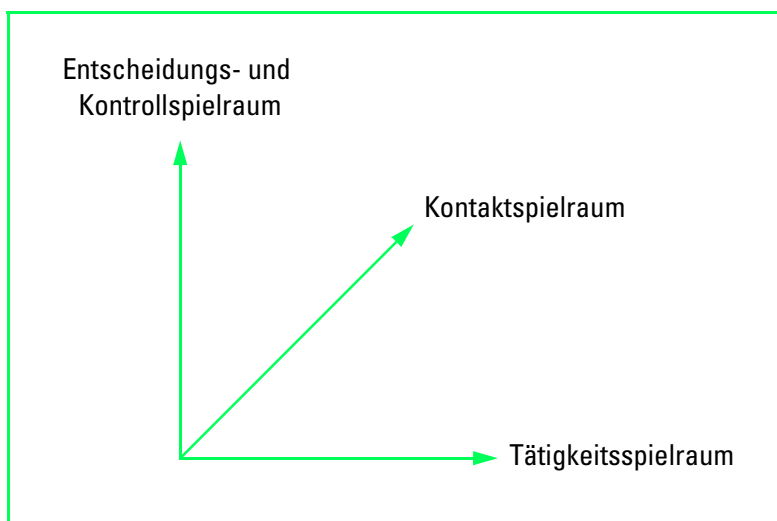 Entscheidungs- und
Kontrollspielraum
Kontaktspielraum
Tätigkeitsspielraum